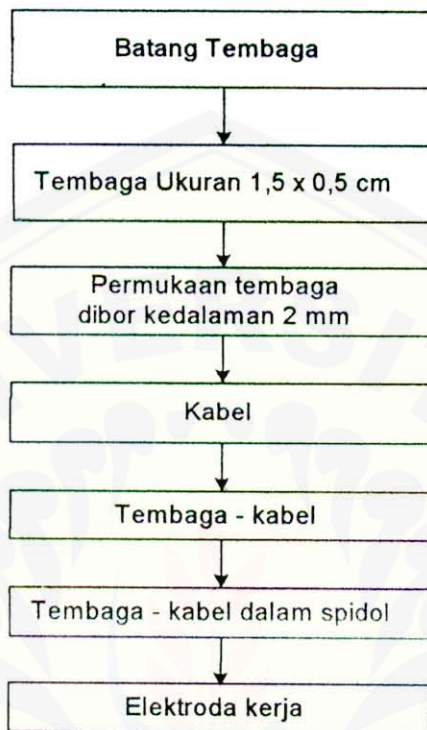 Batang Tembaga
Tembaga Ukuran 1,5 x 0,5 cm
Permukaan tembaga
dibor kedalaman 2 mm
Kabel
Tembaga - kabel
Tembaga - kabel dalam spidol
Elektroda kerja